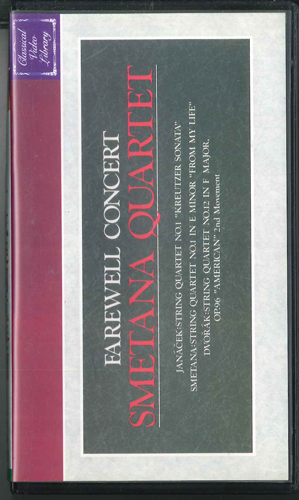 Classical
Video
Library
FAREWELL CONCERT
SMETANA QUARTET
JANÁČEK:STRING QUARTET NO.1 "KREUTZER SONATA"
SMETANA:STRING QUARTET NO.1 IN E MINOR "FROM MY LIFE"
DVOŘÁK:STRING QUARTET NO.12 IN F MAJOR,
OP.96 "AMERICAN" 2nd Movement